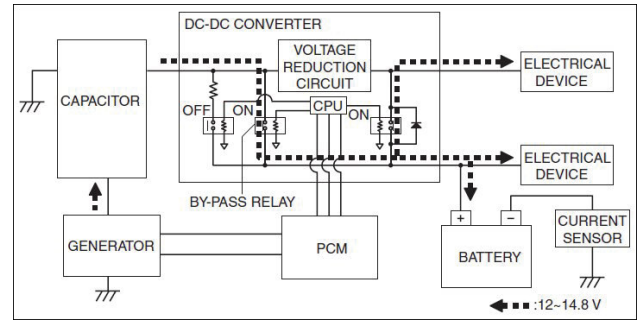 DC-DC CONVERTER
VOLTAGE
REDUCTION
CIRCUIT
ELECTRICAL
DEVICE
CAPACITOR
CPU
OFF
ON
ON
ELECTRICAL
DEVICE
BY-PASS RELAY
GENERATOR
PCM
+
−
BATTERY
CURRENT
SENSOR
:12~14.8 V